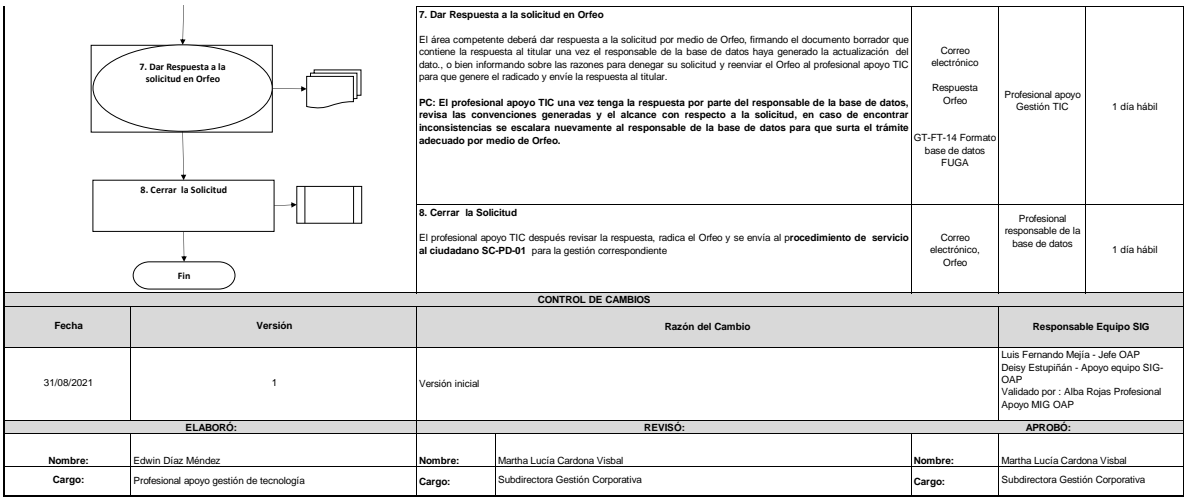 7. Dar Respuesta a la
solicitud en Orfeo
7. Dar Respuesta a la solicitud en Orfeo
El área competente deberá dar respuesta a la solicitud por medio de Orfeo, firmando el documento borrador que
contiene la respuesta al titular una vez el responsable de la base de datos haya generado la actualización del
dato., o bien informando sobre las razones para denegar su solicitud y reenviar el Orfeo al profesional apoyo TIC
para que genere el radicado y envíe la respuesta al titular.
PC: El profesional apoyo TIC una vez tenga la respuesta por parte del responsable de la base de datos,
revisa las convenciones generadas y el alcance con respecto a la solicitud, en caso de encontrar
inconsistencias se escalara nuevamente al responsable de la base de datos para que surta el trámite
adecuado por medio de Orfeo.
Correo
electrónico
Respuesta
Orfeo
GT-FT-14 Formato
base de datos
FUGA
Profesional apoyo
Gestión TIC
1 día hábil
8. Cerrar la Solicitud
Fin
8. Cerrar la Solicitud
El profesional apoyo TIC después revisar la respuesta, radica el Orfeo y se envía al procedimiento de servicio
al ciudadano SC-PD-01 para la gestión correspondiente
Correo
electrónico,
Orfeo
Profesional
responsable de la
base de datos
1 día hábil
CONTROL DE CAMBIOS
Fecha
Versión
Razón del Cambio
Responsable Equipo SIG
31/08/2021
1
Versión inicial
Luis Fernando Mejía - Jefe OAP
Deisy Estupiñán - Apoyo equipo SIG-
OAP
Validado por : Alba Rojas Profesional
Apoyo MIG OAP
ELABORÓ:
REVISÓ:
APROBÓ:
Nombre:
Edwin Díaz Méndez
Nombre:
Martha Lucía Cardona Visbal
Nombre:
Martha Lucía Cardona Visbal
Cargo:
Profesional apoyo gestión de tecnología
Cargo:
Subdirectora Gestión Corporativa
Cargo:
Subdirectora Gestión Corporativa